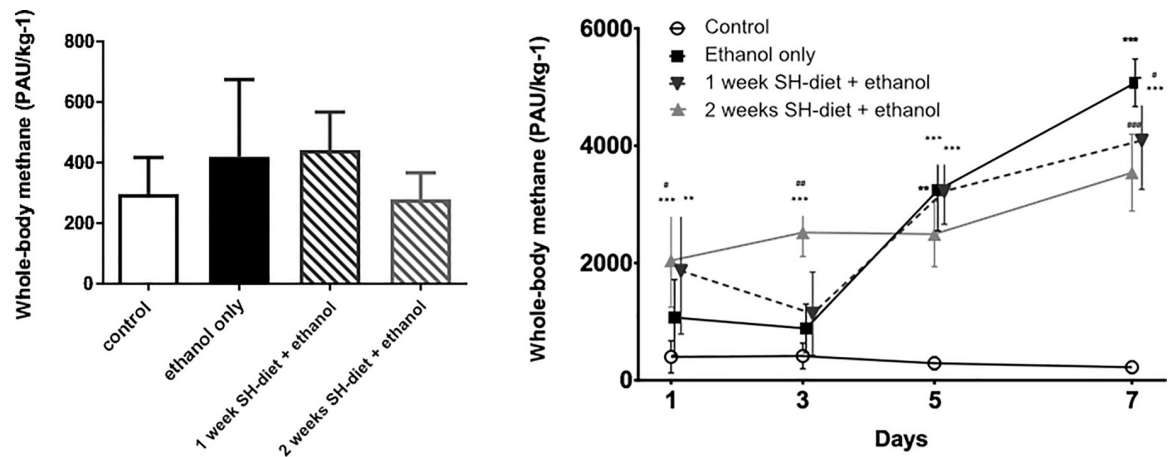 Whole-body methane (PAU/kg-1)
800
600
400
200
0
control
ethanol only
1 week SH-diet + ethanol
2 weeks SH-diet + ethanol
Whole-body methane (PAU/kg-1)
6000
4000
2000
0
Control
Ethanol only
1 week SH-diet + ethanol
2 weeks SH-diet + ethanol
#
*** **
##
***
*** ***
**
***
#
***
###
1 3 5 7
Days